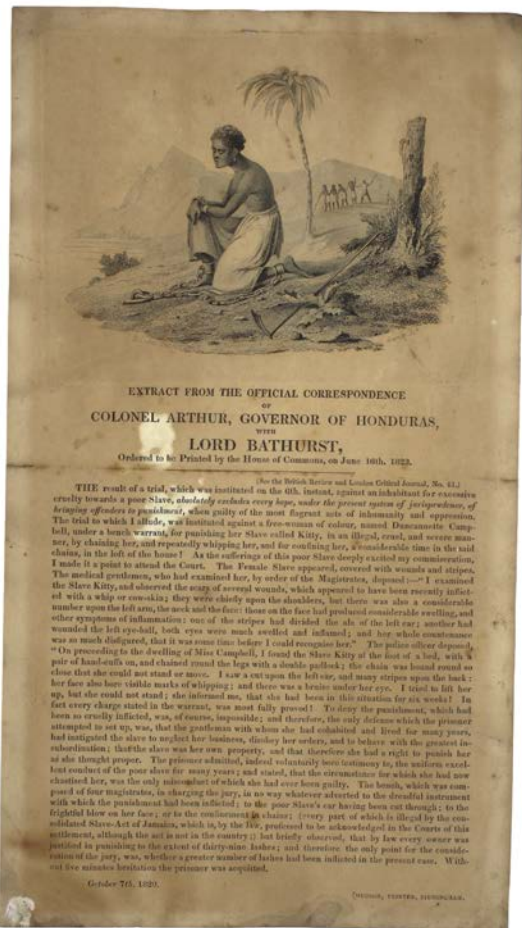 EXTRACT FROM THE OFFICIAL CORRESPONDENCE
OF
COLONEL ARTHUR, GOVERNOR OF HONDURAS,
WITH
LORD BATHURST,
Ordered to be Printed by the House of Commons, on June 16th, 1823.
(See the British Review and London Critical Journal, No. 41.)
THE result of a trial, which was instituted on the 6th. instant, against an inhabitant for excessive
cruelty towards a poor Slave, absolutely excludes every hope, under the present system of jurisprudence, of
bringing offenders to punishment, when guilty of the most flagrant acts of inhumanity and oppression.
The trial to which I allude, was instituted against a free-woman of colour, named Duncannette Camp-
bell, under a bench warrant, for punishing her Slave called Kitty, in an illegal, cruel, and severe man-
ner, by chaining her, and repeatedly whipping her, and for confining her, a considerable time in the said
chains, in the loft of the house! As the sufferings of this poor Slave deeply excited my commiseration,
I made it a point to attend the Court. The Female Slave appeared, covered with wounds and stripes.
The medical gentlemen, who had examined her, by order of the Magistrates, deposed:—"I examined
the Slave Kitty, and observed the scars of several wounds, which appeared to have been recently inflict-
ed with a whip or cow-skin; they were chiefly upon the shoulders, but there was also a considerable
number upon the left arm, the neck and the face: those on the face had produced considerable swelling, and
other symptoms of inflammation: one of the stripes had divided the ala of the left ear; another had
wounded the left eye-ball, both eyes were much swelled and inflamed; and her whole countenance
was so much disfigured, that it was some time before I could recognise her." The police officer deposed,
"On proceeding to the dwelling of Miss Campbell, I found the Slave Kitty at the foot of a bed, with a
pair of hand-cuffs on, and chained round the legs with a double padlock; the chain was bound round so
close that she could not stand or move. I saw a cut upon the left ear, and many stripes upon the back:
her face also bore visible marks of whipping; and there was a bruise under her eye. I tried to lift her
up, but she could not stand; she informed me, that she had been in this situation for six weeks! In
fact every charge stated in the warrant, was most fully proved! To deny the punishment, which had
been so cruelly inflicted, was, of course, impossible; and therefore, the only defence which the prisoner
attempted to set up, was, that the gentleman with whom she had cohabited and lived for many years,
had instigated the slave to neglect her business, disobey her orders, and to behave with the greatest in-
subordination; that the slave was her own property, and that therefore she had a right to punish her
as she thought proper. The prisoner admitted, indeed voluntarily bore testimony to, the uniform excel-
lent conduct of the poor slave for many years; and stated, that the circumstance for which she had now
chastised her, was the only misconduct of which she had ever been guilty. The bench, which was com-
posed of four magistrates, in charging the jury, in no way whatever adverted to the dreadful instrument
with which the punishment had been inflicted; to the poor Slave's ear having been cut through; to the
frightful blow on her face; or to the confinement in chains; (every part of which is illegal by the con-
solidated Slave-Act of Jamaica, which is, by the law, professed to be acknowledged in the Courts of this
settlement, although the act is not in the country;) but briefly observed, that by law every owner was
justified in punishing to the extent of thirty-nine lashes; and therefore the only point for the conside-
ration of the jury, was, whether a greater number of lashes had been inflicted in the present case. With-
out five minutes hesitation the prisoner was acquitted.
October 7th, 1820.
PRINTER, BIRMINGHAM.